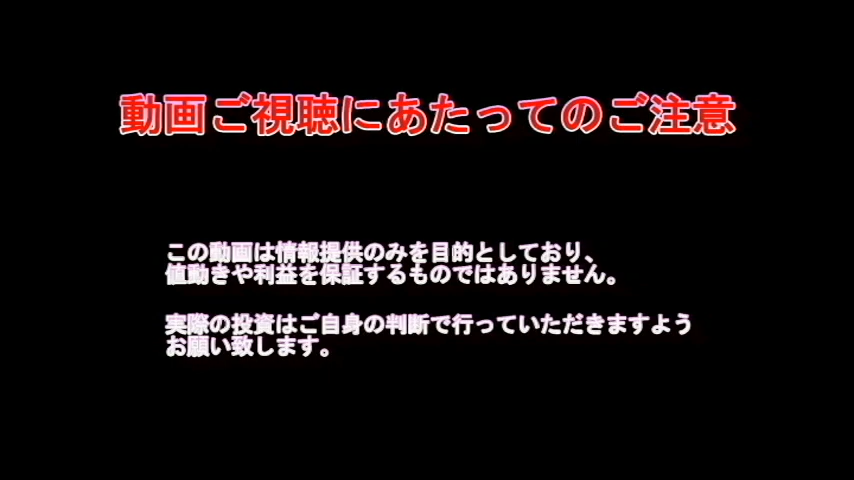 動画ご視聴にあたってのご注意
この動画は情報提供のみを目的としており、
値動きや利益を保証するものではありません。
実際の投資はご自身の判断で行っていただきますよう
お願い致します。